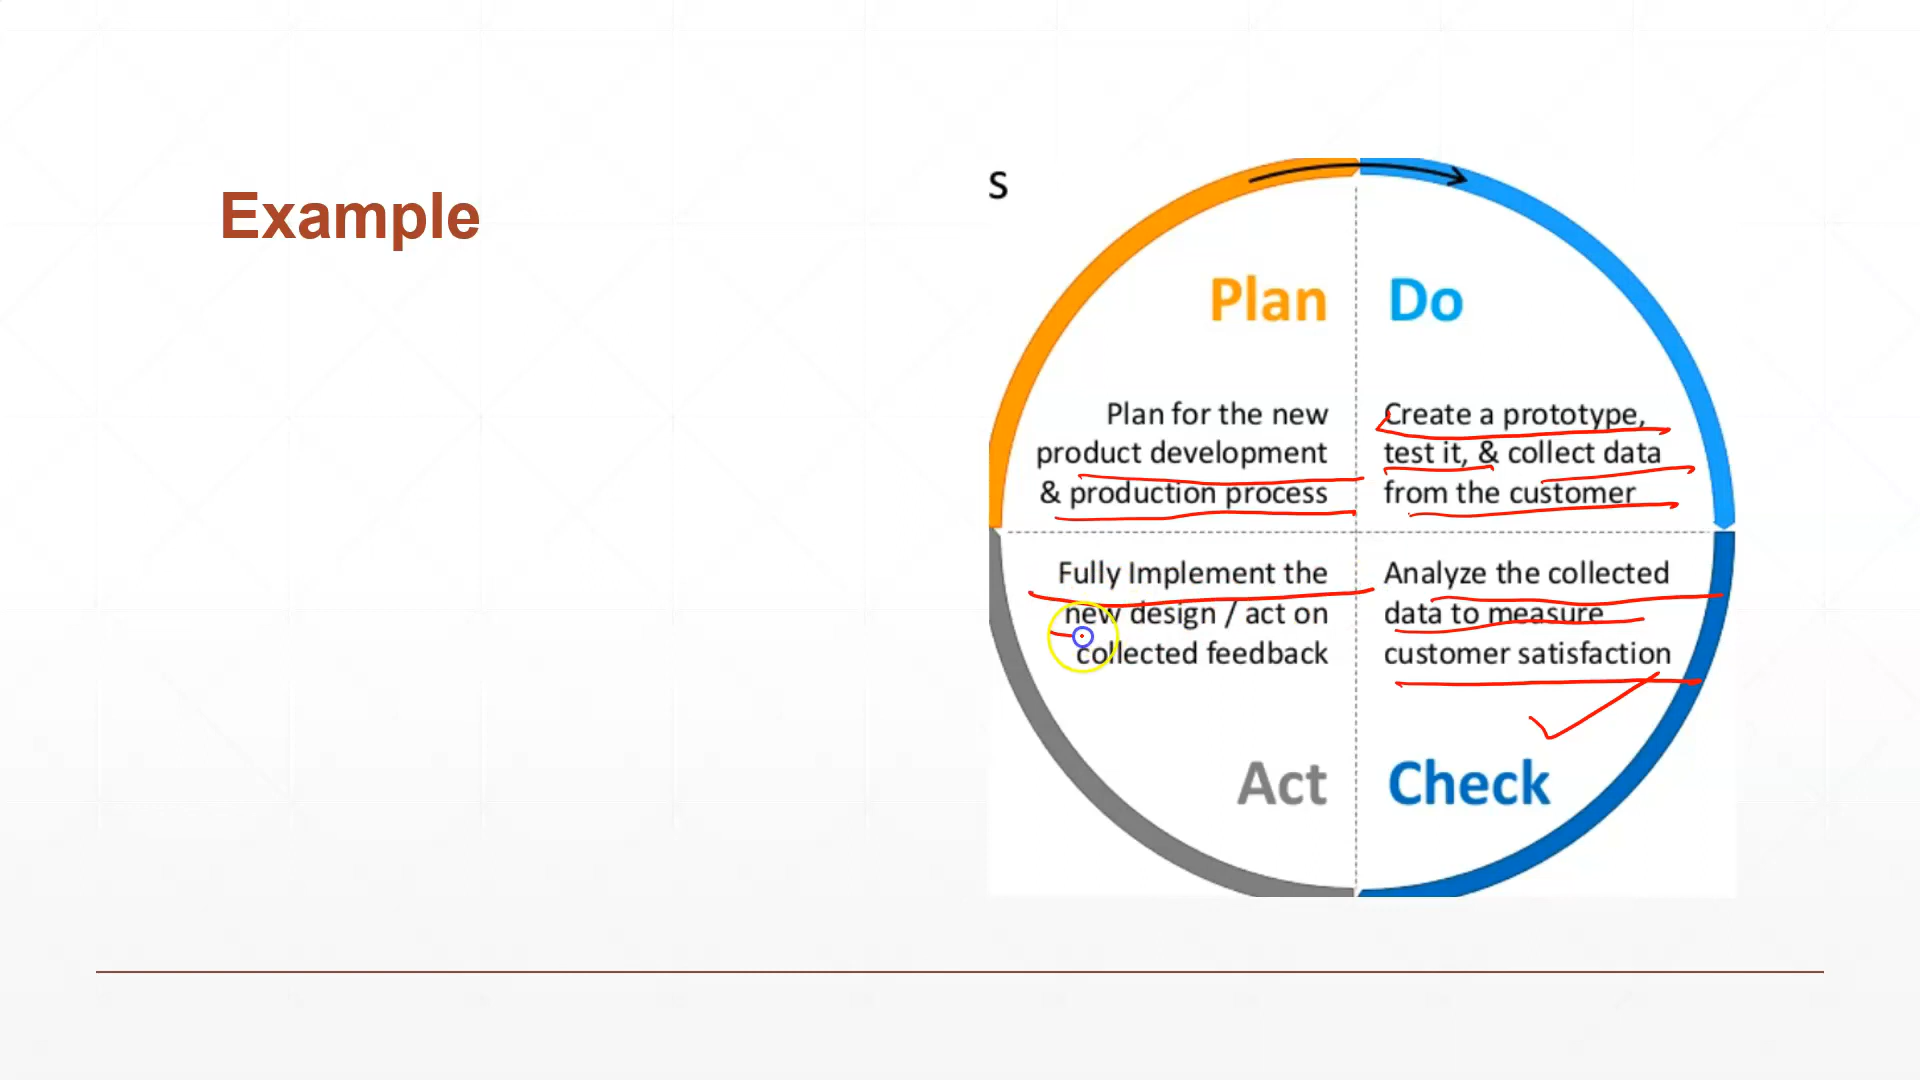 Example
s
Plan
Do
Plan for the new
product development
& production process
Create a prototype,
test it, & collect data
from the customer
Fully Implement the
new design / act on
collected feedback
Analyze the collected
data to measure
customer satisfaction
Act
Check